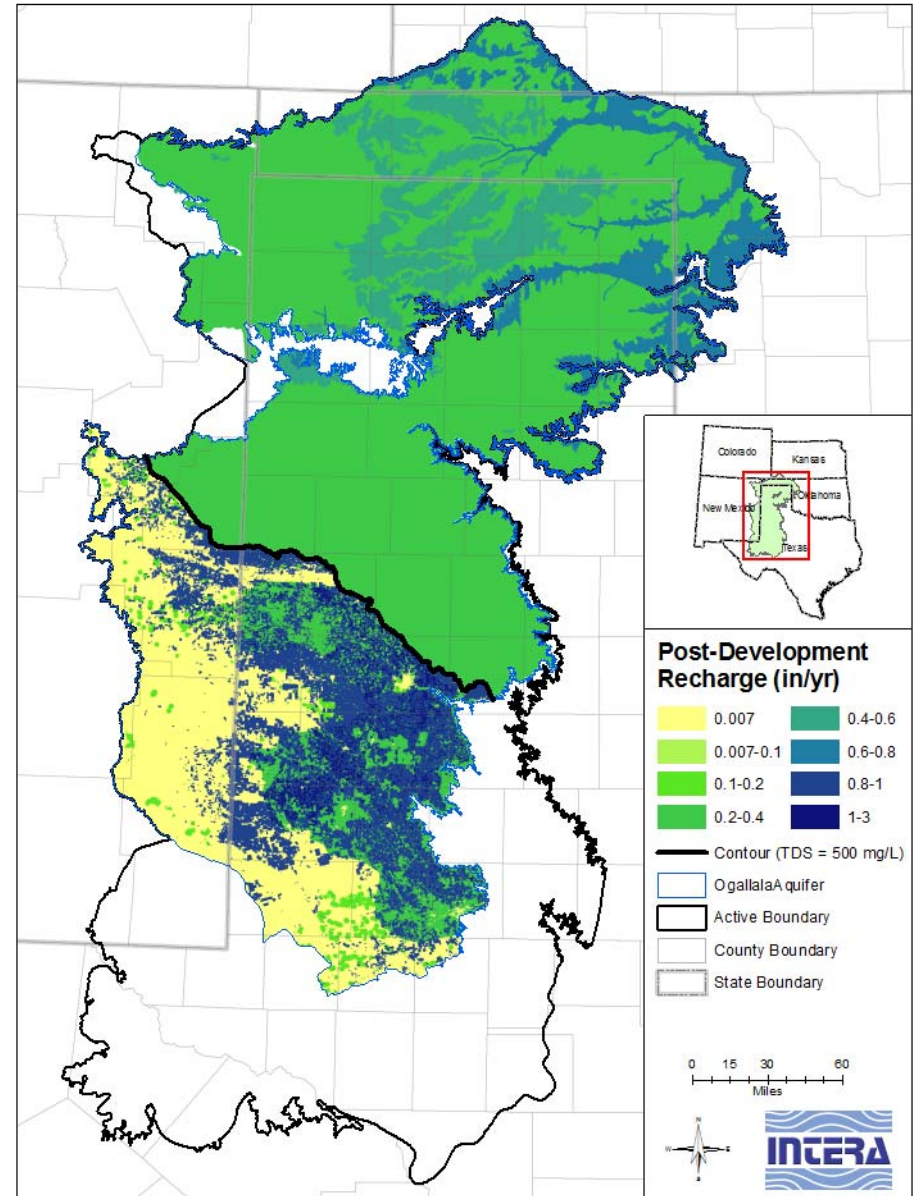 Colorado
Kansas
New Mexico
Oklahoma
Texas
Post-Development
Recharge (in/yr)
0.007
0.4-0.6
0.007-0.1
0.6-0.8
0.1-0.2
0.8-1
0.2-0.4
1-3
Contour (TDS = 500 mg/L)
OgallalaAquifer
Active Boundary
County Boundary
State Boundary
0 15 30 60
Miles
N
W E
S
INTERA